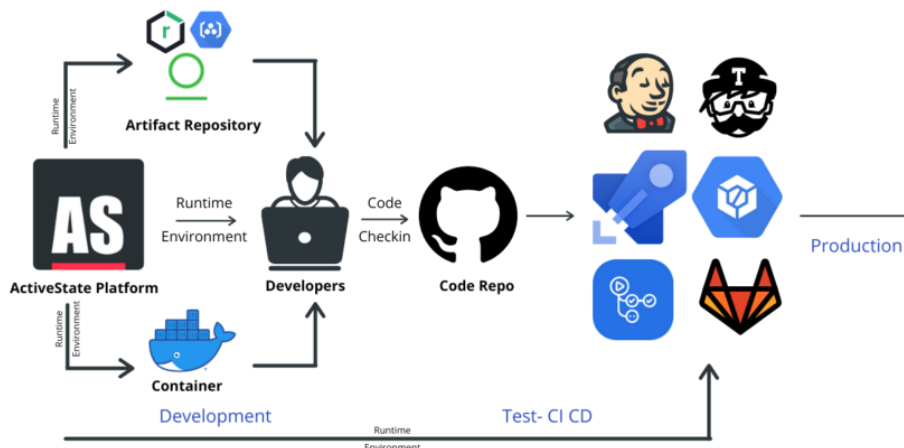 r
Runtime
Environment
Artifact Repository
T
AS
Runtime
Environment
Code
Checkin
Production
ActiveState Platform
Developers
Code Repo
Runtime
Environment
Container
Development
Test- CI CD
Runtime
Environment